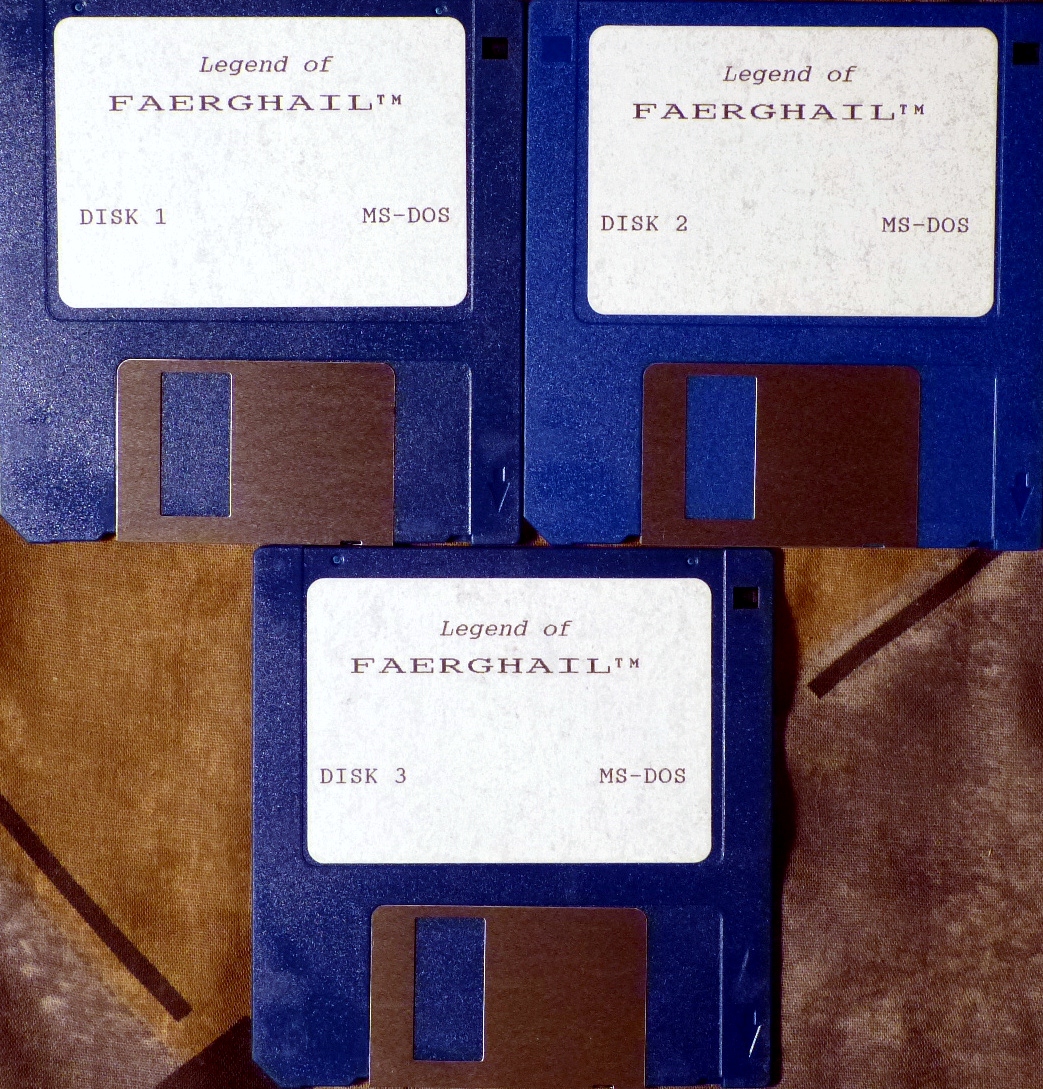 Legend of
FAERGHAIL™
DISK 1 MS-DOS
Legend of
FAERGHAIL™
DISK 2 MS-DOS
Legend of
FAERGHAIL™
DISK 3 MS-DOS